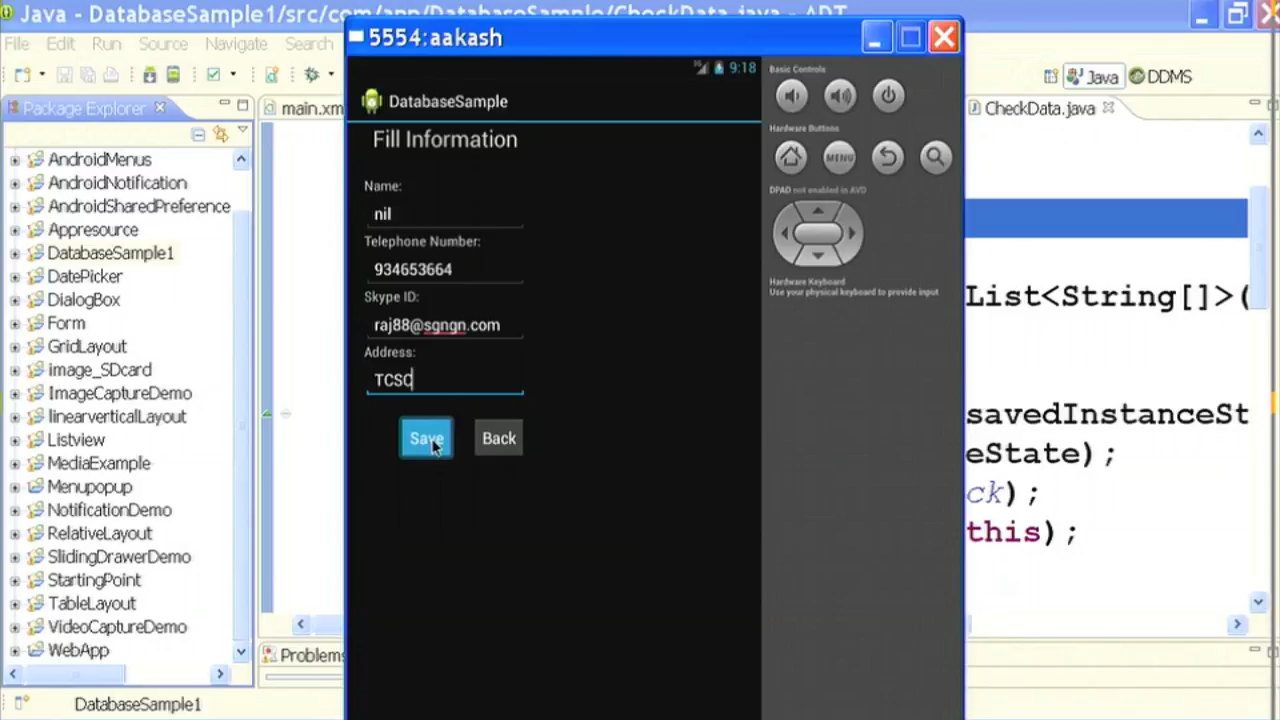 Java - DatabaseSample1/src/com/app/DatabaseSample/CheckData.java - ADT
File Edit Run Source Navigate Search
Java
DDMS
Package Explorer
main.xm
CheckData.java
AndroidMenus
AndroidNotification
AndroidSharedPreference
Appresource
DatabaseSample1
DatePicker
DialogBox
Form
GridLayout
image_SDcard
ImageCaptureDemo
linearverticalLayout
Listview
MediaExample
Menupopup
NotificationDemo
RelativeLayout
SlidingDrawerDemo
StartingPoint
TableLayout
VideoCaptureDemo
WebApp
DatabaseSample1
Problems
5554:aakash
3G 9:18
DatabaseSample
Fill Information
Name:
nil
Telephone Number:
934653664
Skype ID:
raj88@sgngn.com
Address:
TCSC
Save Back
Basic Controls
Hardware Buttons
MENU
DPAD not enabled in AVD
Hardware Keyboard
Use your physical keyboard to provide input
List<String[]>(
savedInstanceSt
eState);
ck);
this);